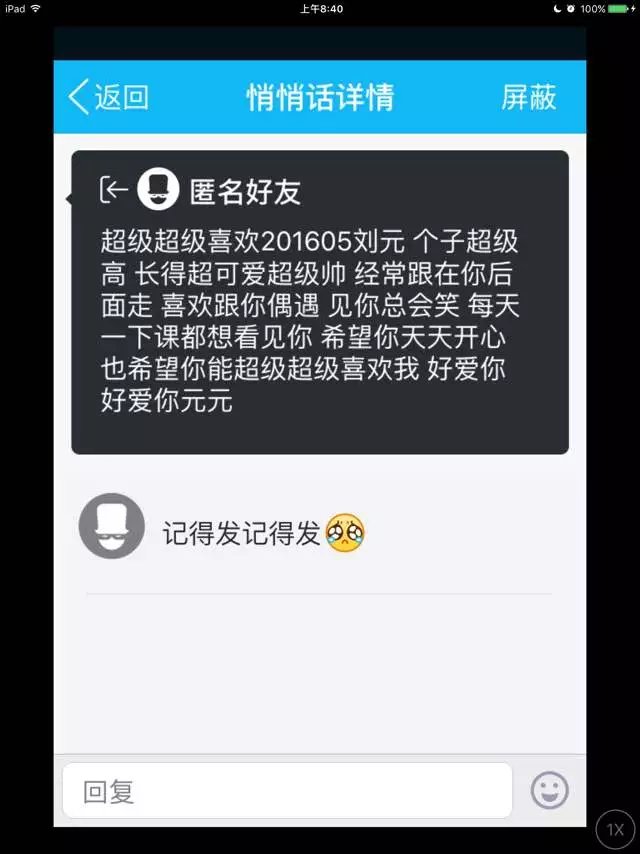 iPad 上午8:40 100%
返回 悄悄话详情 屏蔽
匿名好友
超级超级喜欢201605刘元 个子超级
高 长得超可爱超级帅 经常跟在你后
面走 喜欢跟你偶遇 见你总会笑 每天
一下课都想看见你 希望你天天开心
也希望你能超级超级喜欢我 好爱你
好爱你元元
记得发记得发🥺
回复
1X